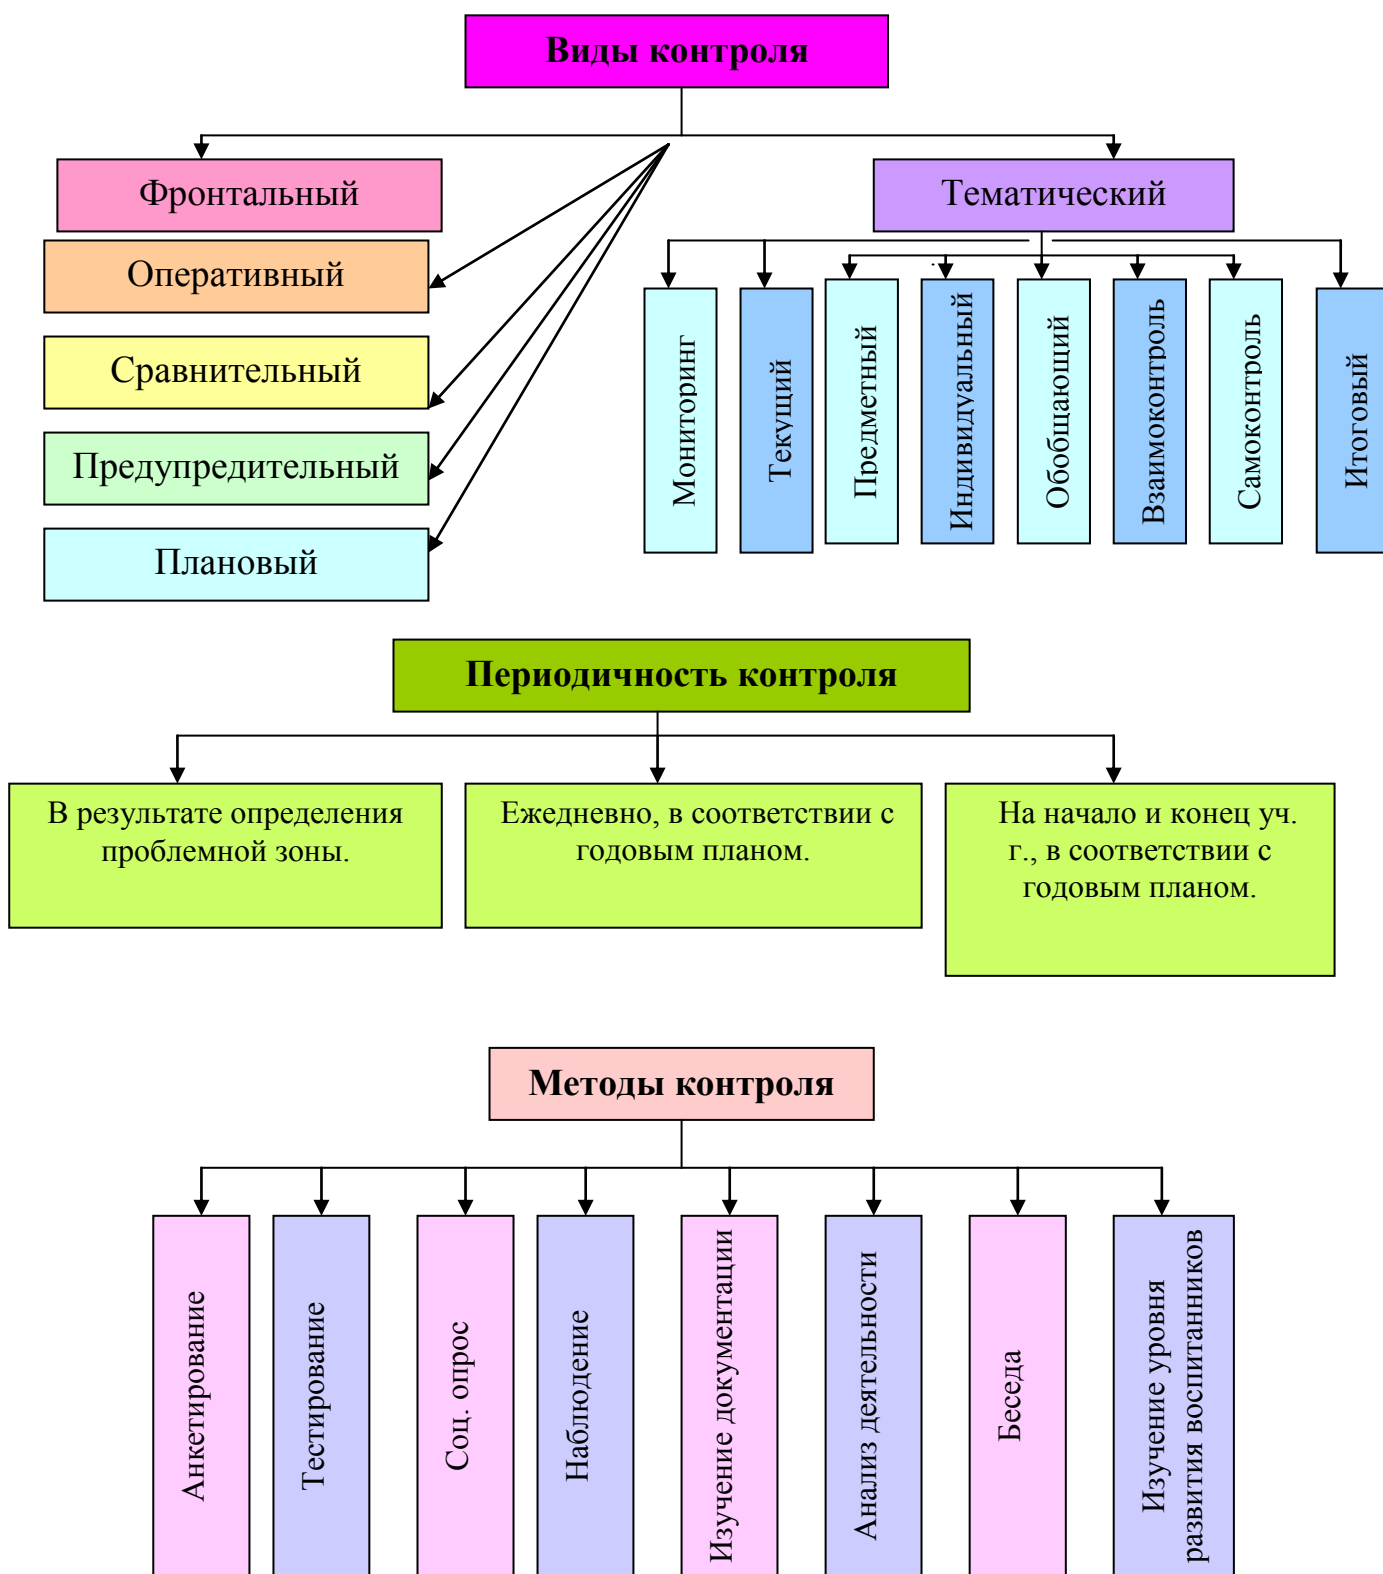 Виды контроля
Фронтальный
Тематический
Оперативный
Сравнительный
Предупредительный
Плановый
Мониторинг
Текущий
Предметный
Индивидуальный
Обобщающий
Взаимоконтроль
Самоконтроль
Итоговый
Периодичность контроля
В результате определения
проблемной зоны.
Ежедневно, в соответствии с
годовым планом.
На начало и конец уч.
г., в соответствии с
годовым планом.
Методы контроля
Анкетирование
Тестирование
Соц. опрос
Наблюдение
Изучение документации
Анализ деятельности
Беседа
Изучение уровня
развития воспитанников